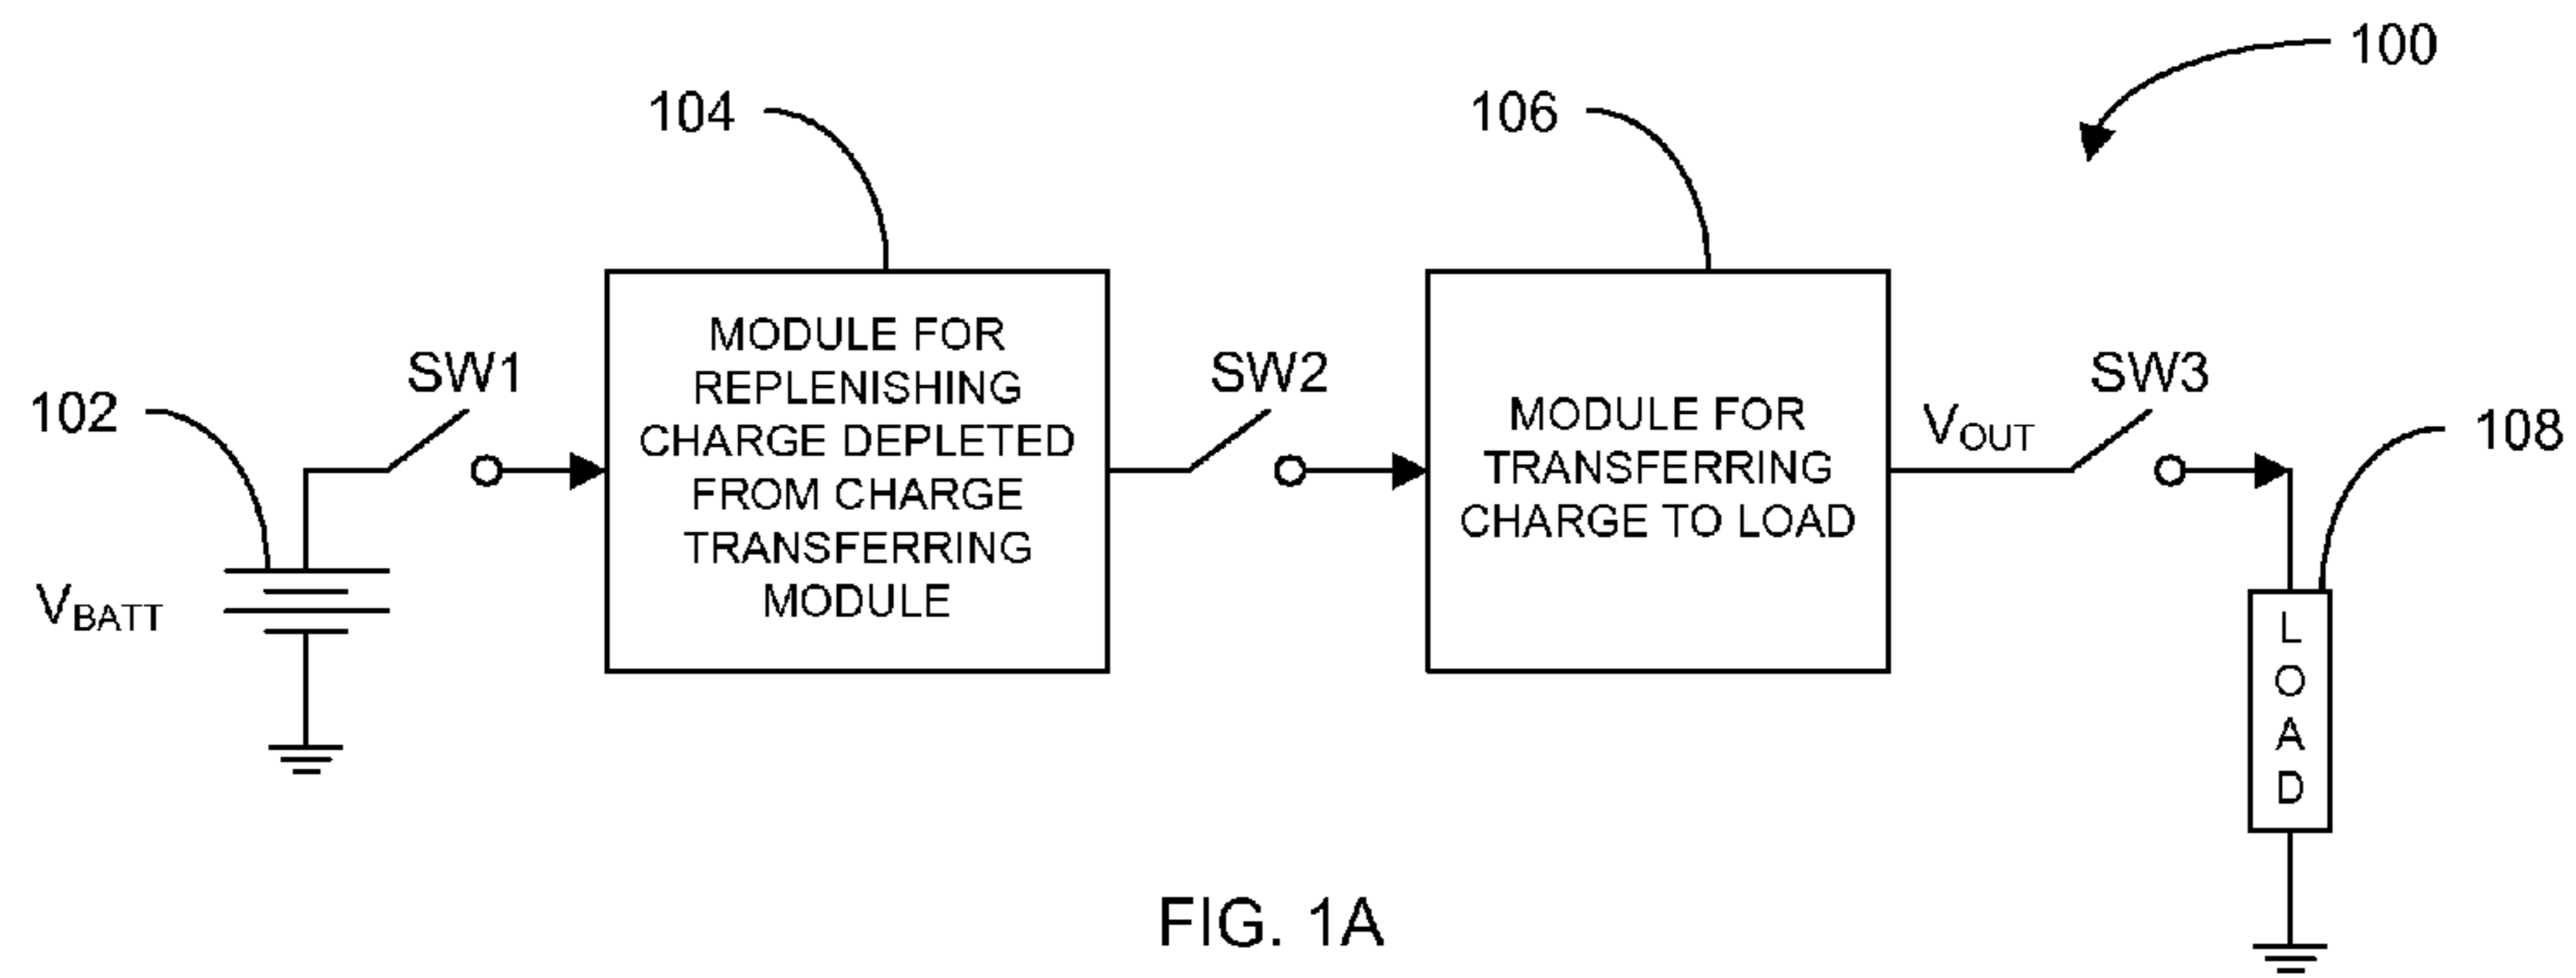 100
104
106
SW1
SW2
SW3
102
108
MODULE FOR
REPLENISHING
CHARGE DEPLETED
FROM CHARGE
TRANSFERRING
MODULE
MODULE FOR
TRANSFERRING
CHARGE TO LOAD
VOUT
VBATT
LOAD
FIG. 1A